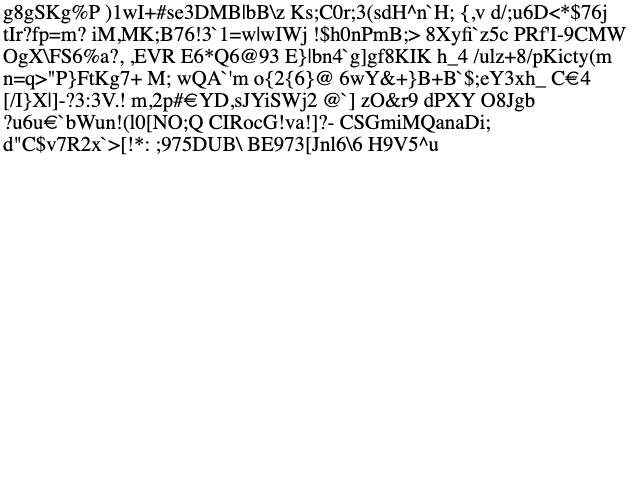 g8gSKg%P )1wI+#se3DMB|bB\z Ks;C0r;3(sdH^n`H; {,v d/;u6D<*$76j
tIr?fp=m? iM,MK;B76!3`1=w|wIWj !$h0nPmB;> 8Xyfi`z5c PRf'I-9CMW
OgX\FS6%a?, ,EVR E6*Q6@93 E}|bn4`g]gf8KIK h_4 /ulz+8/pKicty(m
n=q>"P}FtKg7+ M; wQA`'m o{2{6}@ 6wY&+}B+B`$;eY3xh_ C€4
[/I}X|]-?3:3V.! m,2p#€YD,sJYiSWj2 @`] zO&r9 dPXY O8Jgb
?u6u€`bWun!(l0[NO;Q CIRocG!va!]?- CSGmiMQanaDi;
d"C$v7R2x`>[!*: ;975DUB\ BE973[Jnl6\6 H9V5^u